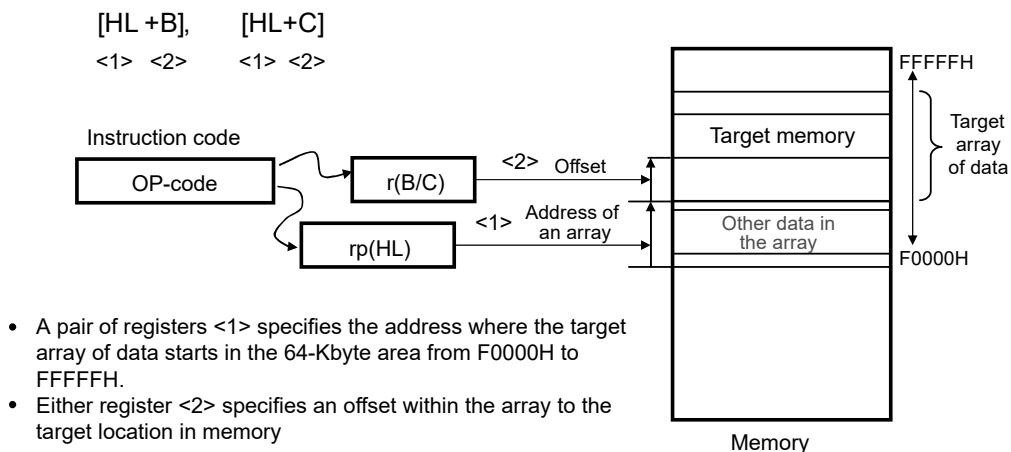 [HL +B], [HL+C]
<1> <2> <1> <2>
FFFFFH
Target array of data
Instruction code
OP-code
r(B/C)
<2> Offset
Target memory
rp(HL)
<1> Address of an array
Other data in the array
F0000H
• A pair of registers <1> specifies the address where the target
array of data starts in the 64-Kbyte area from F0000H to
FFFFFH.
• Either register <2> specifies an offset within the array to the
target location in memory
Memory